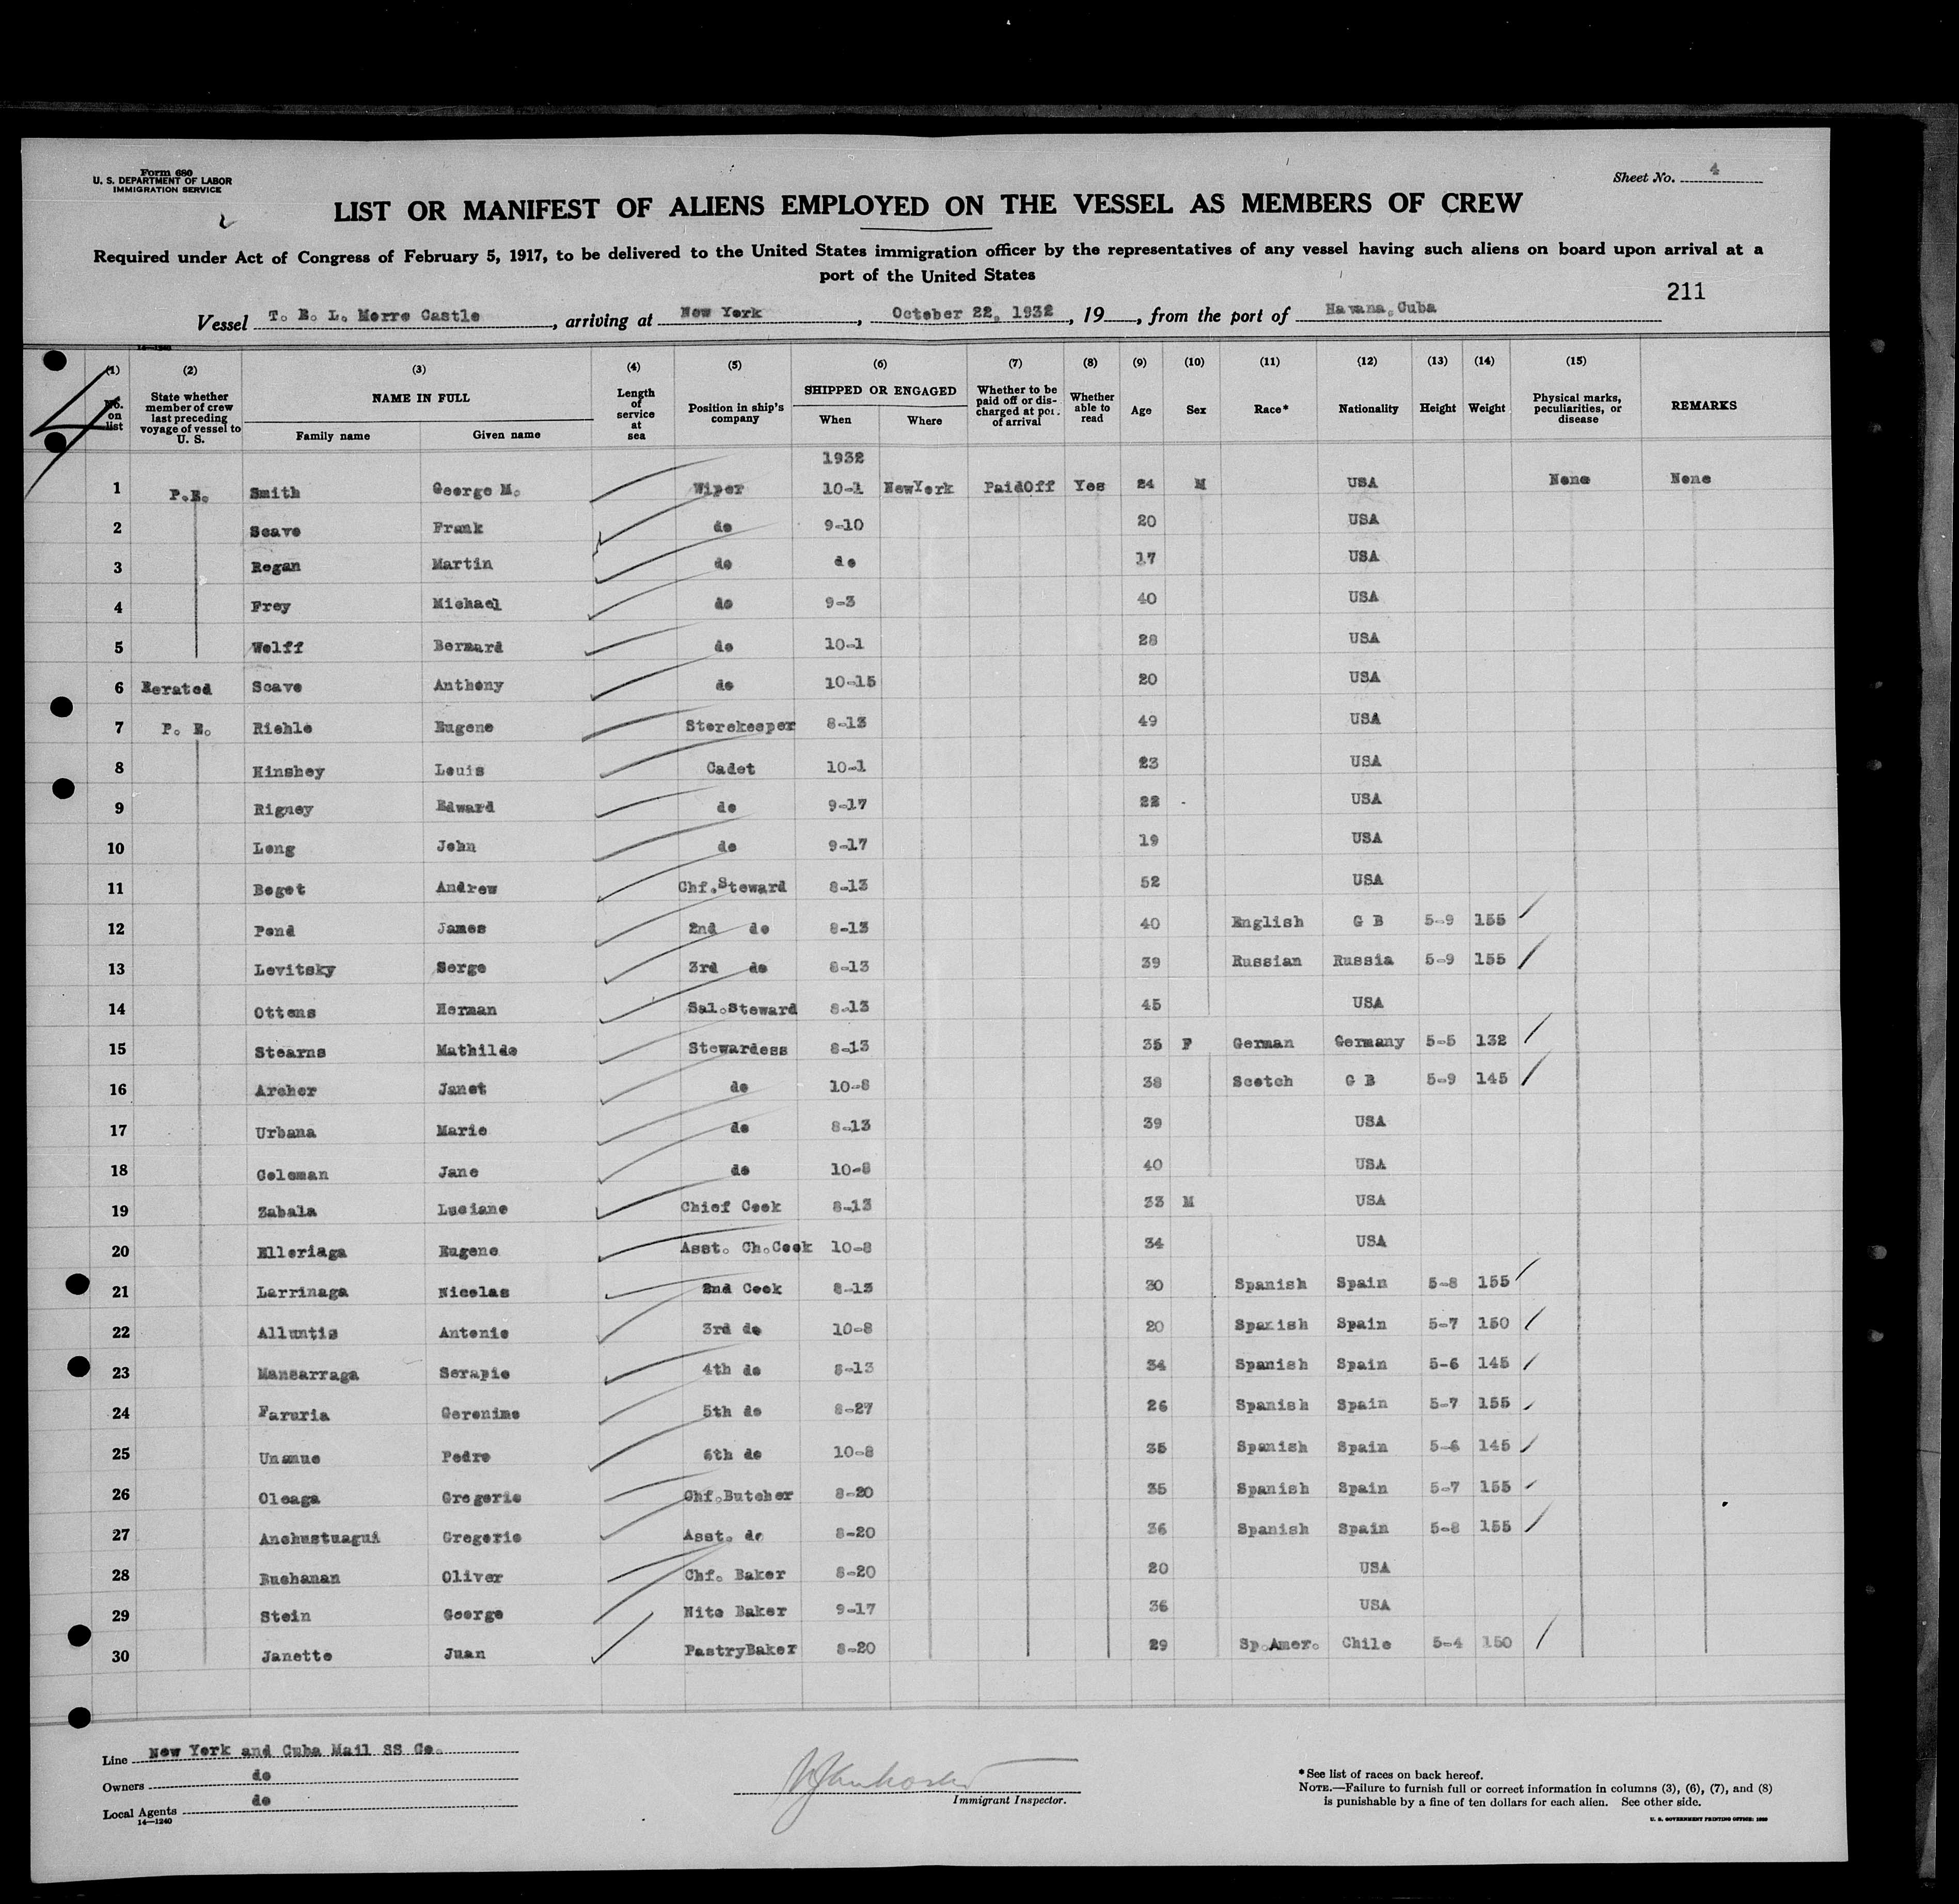 Form 680
U. S. DEPARTMENT OF LABOR
IMMIGRATION SERVICE
Sheet No. 4
LIST OR MANIFEST OF ALIENS EMPLOYED ON THE VESSEL AS MEMBERS OF CREW
Required under Act of Congress of February 5, 1917, to be delivered to the United States immigration officer by the representatives of any vessel having such aliens on board upon arrival at a
port of the United States
211
Vessel T. E. L. Morro Castle, arriving at New York, October 22, 1932, 19, from the port of Havana, Cuba
(1) (2) (3) (4) (5) (6) (7) (8) (9) (10) (11) (12) (13) (14) (15)
No. on list State whether member of crew last preceding voyage of vessel to U. S. NAME IN FULL Family name Given name Length of service at sea Position in ship's company SHIPPED OR ENGAGED When Where Whether to be paid off or discharged at port of arrival Whether able to read Age Sex Race* Nationality Height Weight Physical marks, peculiarities, or disease REMARKS
1932
1 P.E. Smith George M. Wiper 10-1 NewYork PaidOff Yes 24 M USA None None
2 Scavo Frank do 9-10 20 USA
3 Regan Martin do do 17 USA
4 Frey Michael do 9-3 40 USA
5 Wolff Bernard do 10-1 28 USA
6 Rerated Scavo Anthony do 10-15 20 USA
7 P. E. Riehle Eugene Storekeeper 8-13 49 USA
8 Hinshey Louis Cadet 10-1 23 USA
9 Rigney Edward do 9-17 22 USA
10 Long John do 9-17 19 USA
11 Boget Andrew Chf.Steward 8-13 52 USA
12 Pond James 2nd do 8-13 40 English G B 5-9 155
13 Levitsky Serge 3rd do 8-13 39 Russian Russia 5-9 155
14 Ottens Herman Sal.Steward 8-13 45 USA
15 Stearns Mathilde Stewardess 8-13 35 F German Germany 5-5 132
16 Archer Janet do 10-8 38 Scotch G B 5-9 145
17 Urbana Marie do 8-13 39 USA
18 Coleman Jane do 10-8 40 USA
19 Zabala Luciano Chief Cook 8-13 33 M USA
20 Elloriaga Eugene Asst. Ch.Cook 10-8 34 USA
21 Larrinaga Nicolas 2nd Cook 8-13 30 Spanish Spain 5-8 155
22 Alluntis Antonio 3rd do 10-8 20 Spanish Spain 5-7 150
23 Mansarraga Serapio 4th do 8-13 34 Spanish Spain 5-6 145
24 Faruria Geronimo 5th do 8-27 26 Spanish Spain 5-7 155
25 Unanue Pedro 6th do 10-8 35 Spanish Spain 5-6 145
26 Oleaga Gregorio Chf.Butcher 8-20 35 Spanish Spain 5-7 155
27 Anchustuagui Gregorio Asst. do 8-20 36 Spanish Spain 5-8 155
28 Buchanan Oliver Chf. Baker 8-20 20 USA
29 Stein George Nite Baker 9-17 36 USA
30 Janette Juan PastryBaker 8-20 29 Sp.Amer. Chile 5-4 150
Line New York and Cuba Mail SS Co.
Owners do
Local Agents do
14—1240
Immigrant Inspector.
*See list of races on back hereof.
NOTE.—Failure to furnish full or correct information in columns (3), (6), (7), and (8)
is punishable by a fine of ten dollars for each alien. See other side.